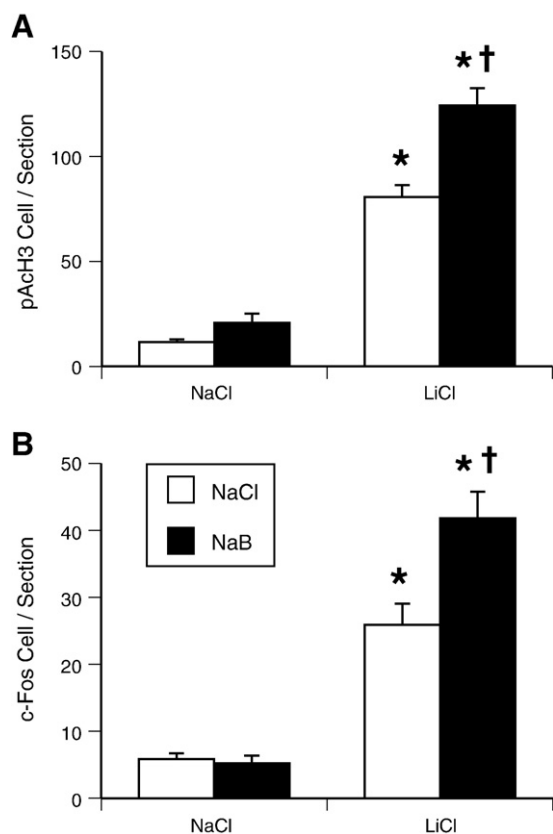 A
150
* †
*
100
50
0
pAcH3 Cell / Section
NaCl
LiCl
B
50
* †
NaCl
40
NaB
*
30
20
10
0
c-Fos Cell / Section
NaCl
LiCl